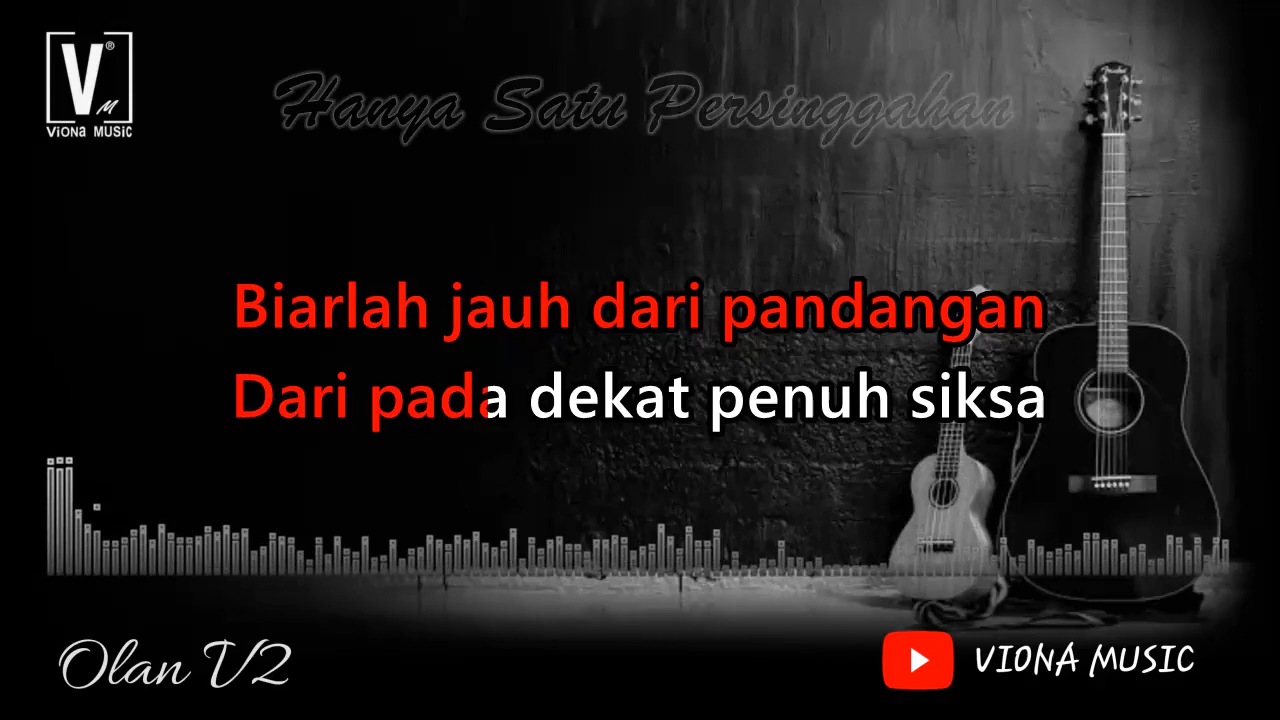 V®
M
ViONa MUSiC
Hanya Satu Persinggahan
Biarlah jauh dari pandangan
Dari pada dekat penuh siksa
Olan V2
VIONA MUSIC